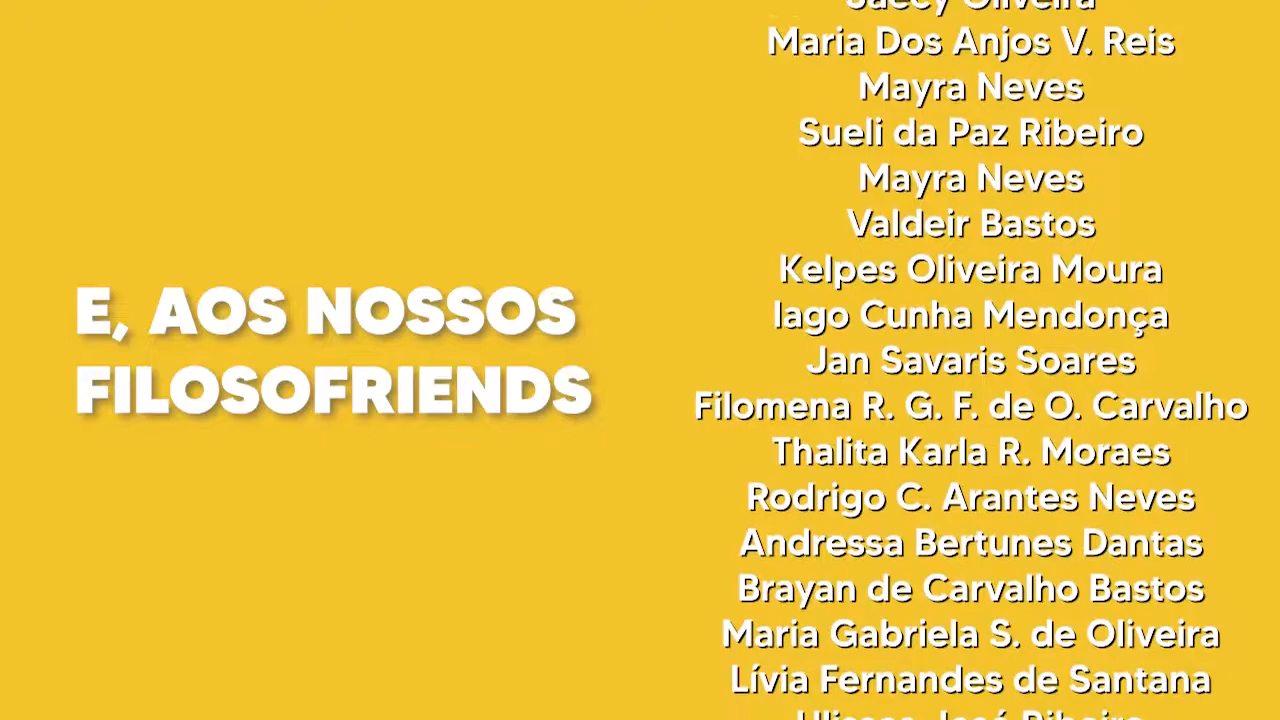 E, AOS NOSSOS
FILOSOFRIENDS
Oliveira
Maria Dos Anjos V. Reis
Mayra Neves
Sueli da Paz Ribeiro
Mayra Neves
Valdeir Bastos
Kelpes Oliveira Moura
Iago Cunha Mendonça
Jan Savaris Soares
Filomena R. G. F. de O. Carvalho
Thalita Karla R. Moraes
Rodrigo C. Arantes Neves
Andressa Bertunes Dantas
Brayan de Carvalho Bastos
Maria Gabriela S. de Oliveira
Lívia Fernandes de Santana